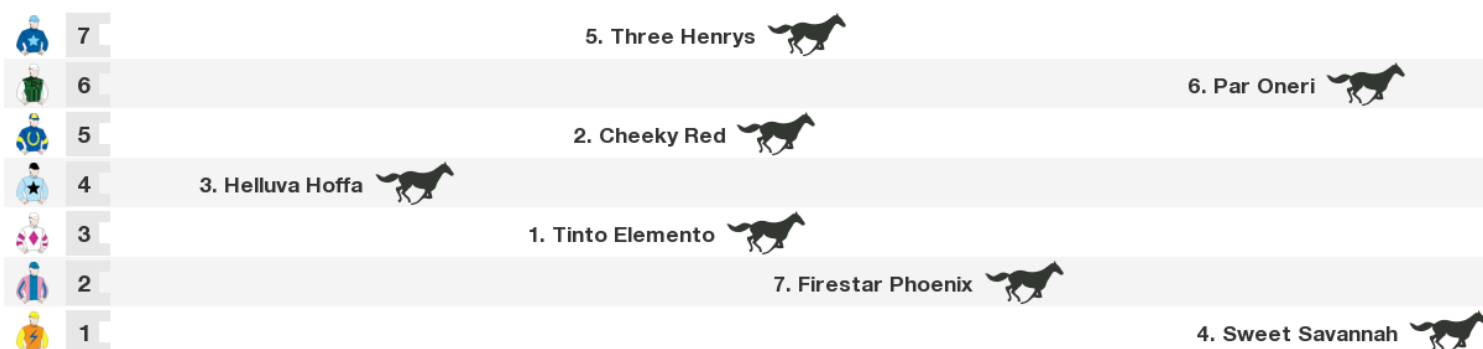 7 5. Three Henrys
6 6. Par Oneri
5 2. Cheeky Red
4 3. Helluva Hoffa
3 1. Tinto Elemento
2 7. Firestar Phoenix
1 4. Sweet Savannah